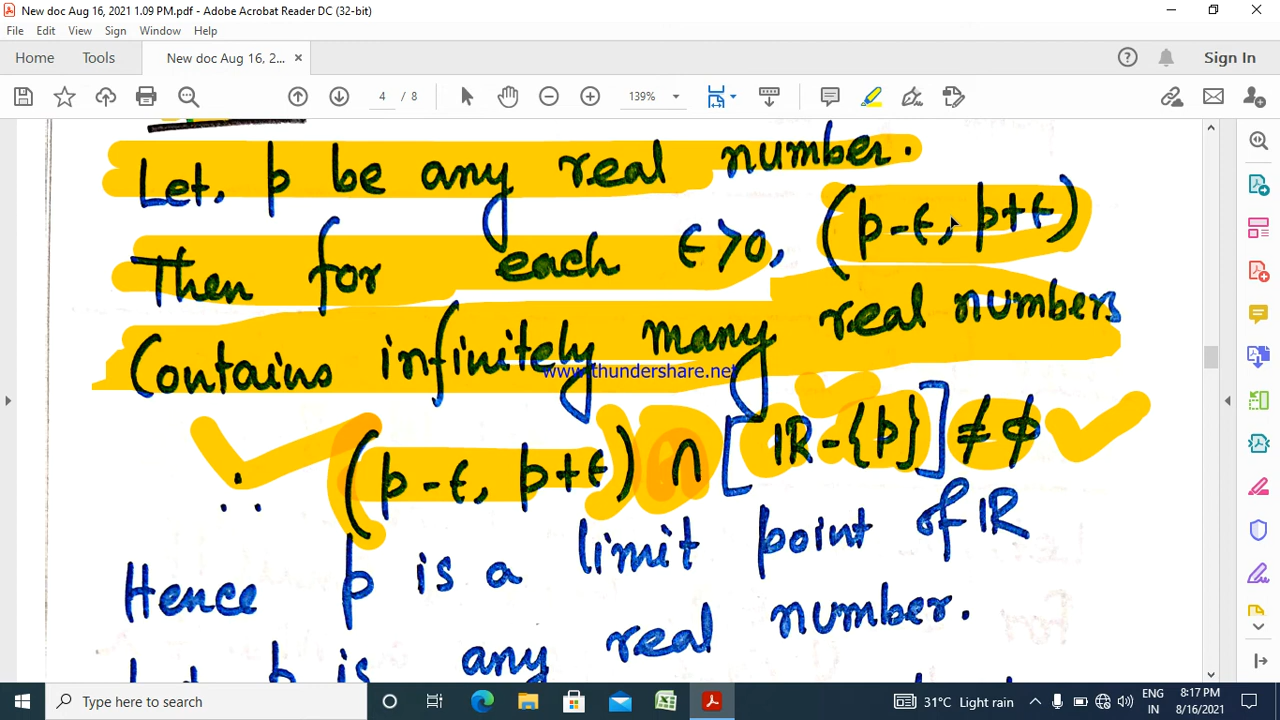 New doc Aug 16, 2021 1.09 PM.pdf - Adobe Acrobat Reader DC (32-bit)
File Edit View Sign Window Help
Home Tools New doc Aug 16, 2... × Sign In
4 / 8 139%
Let, p be any real number.
Then for each ϵ>0, (p-ϵ, p+ϵ)
Contains infinitely many real numbers
www.thundershare.net
∴ (p-ϵ, p+ϵ) ∩ [IR-{p}] ≠ ϕ
Hence p is a limit point of IR
any real number.
Type here to search
31°C Light rain
ENG
IN
8:17 PM
8/16/2021